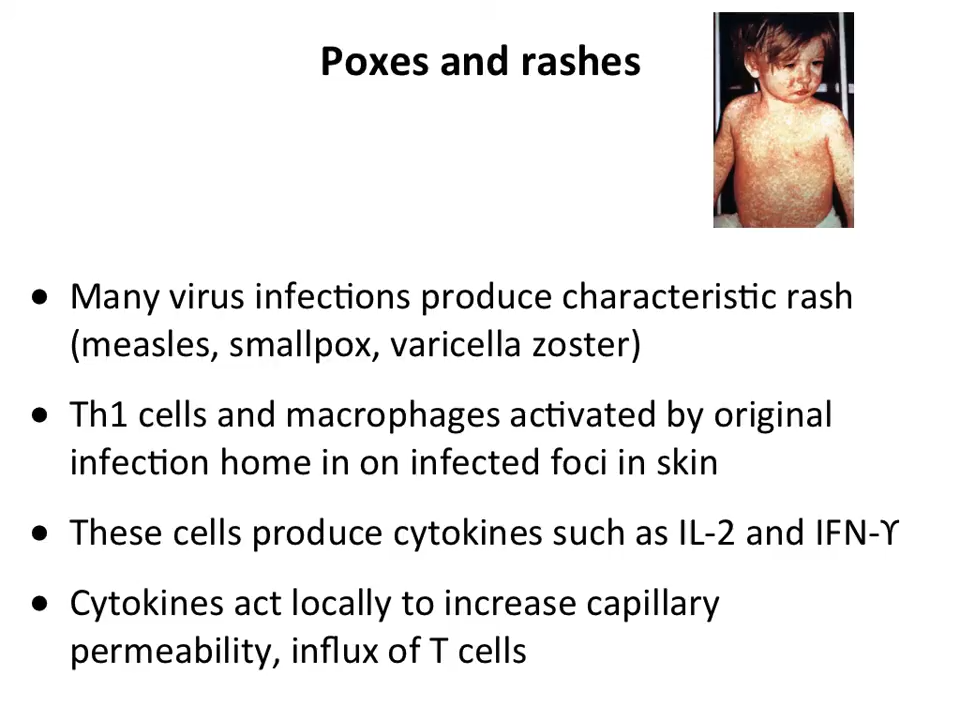 Poxes and rashes
• Many virus infections produce characteristic rash
(measles, smallpox, varicella zoster)
• Th1 cells and macrophages activated by original
infection home in on infected foci in skin
• These cells produce cytokines such as IL-2 and IFN-ϒ
• Cytokines act locally to increase capillary
permeability, influx of T cells